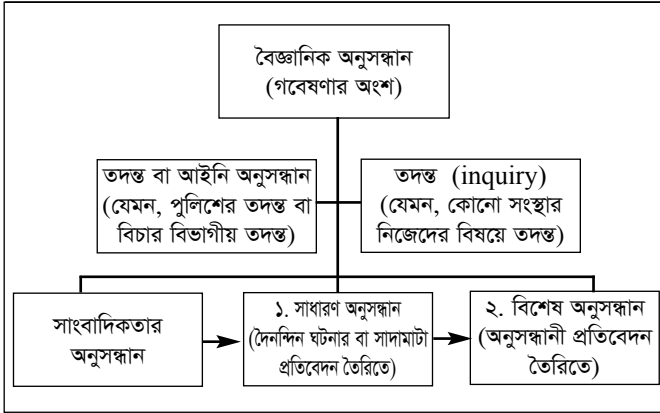 বৈজ্ঞানিক অনুসন্ধান
(গবেষণার অংশ)
তদন্ত বা আইনি অনুসন্ধান
(যেমন, পুলিশের তদন্ত বা
বিচার বিভাগীয় তদন্ত)
তদন্ত (inquiry)
(যেমন, কোনো সংস্থার
নিজেদের বিষয়ে তদন্ত)
সাংবাদিকতার
অনুসন্ধান
১. সাধারণ অনুসন্ধান
(দৈনন্দিন ঘটনার বা সাদামাটা
প্রতিবেদন তৈরিতে)
২. বিশেষ অনুসন্ধান
(অনুসন্ধানী প্রতিবেদন
তৈরিতে)